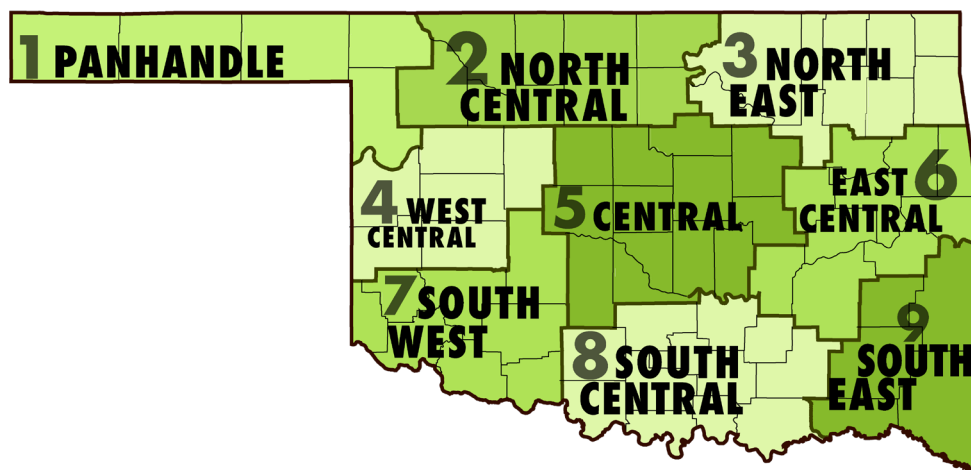 1 PANHANDLE
2 NORTH
CENTRAL
3 NORTH
EAST
4 WEST
CENTRAL
5 CENTRAL
EAST 6
CENTRAL
7 SOUTH
WEST
8 SOUTH
CENTRAL
9
SOUTH
EAST